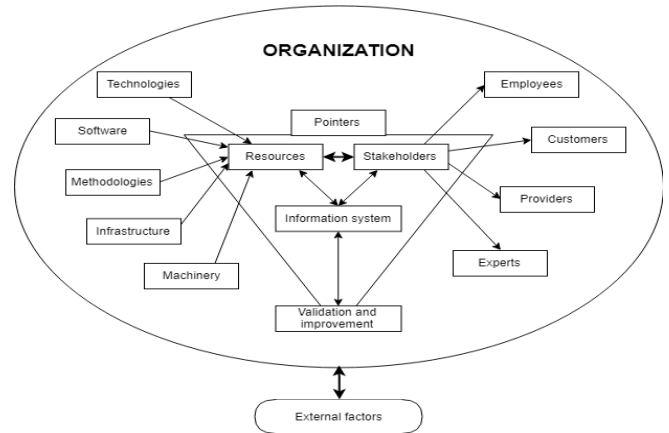 ORGANIZATION
Technologies
Employees
Pointers
Software
Customers
Resources
Stakeholders
Methodologies
Providers
Information system
Infrastructure
Experts
Machinery
Validation and
improvement
External factors